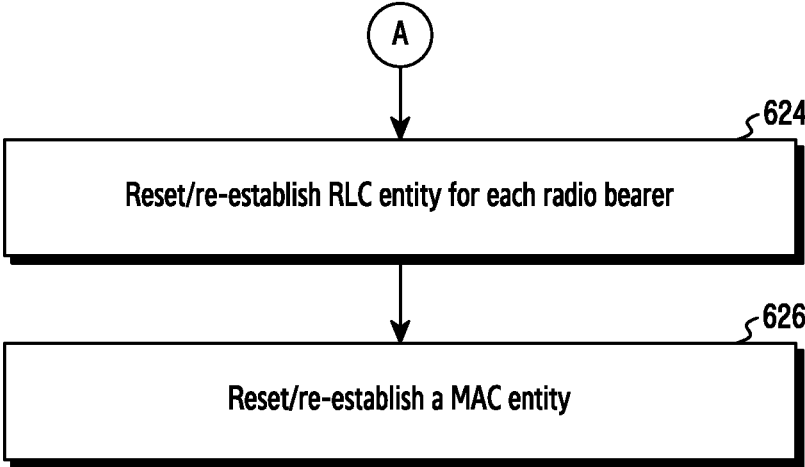 A
624
Reset/re-establish RLC entity for each radio bearer
626
Reset/re-establish a MAC entity